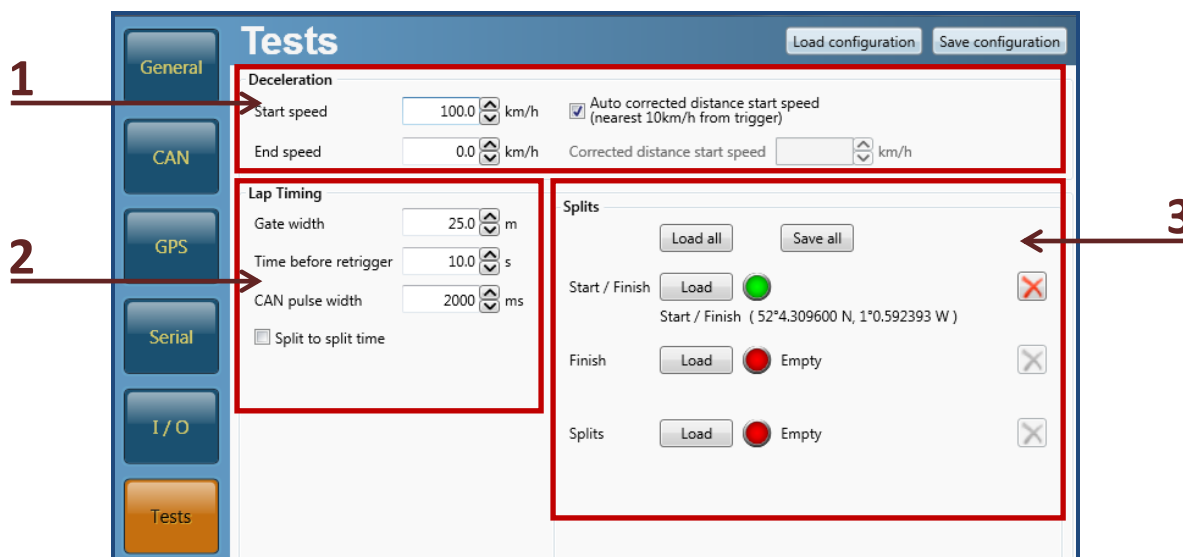 Tests
Load configuration
Save configuration
General
CAN
GPS
Serial
I / O
Tests
1
Deceleration
Start speed 100.0 km/h
Auto corrected distance start speed
(nearest 10km/h from trigger)
End speed 0.0 km/h
Corrected distance start speed km/h
2
Lap Timing
Gate width 25.0 m
Time before retrigger 10.0 s
CAN pulse width 2000 ms
Split to split time
3
Splits
Load all
Save all
Start / Finish Load
Start / Finish ( 52°4.309600 N, 1°0.592393 W )
Finish Load Empty
Splits Load Empty